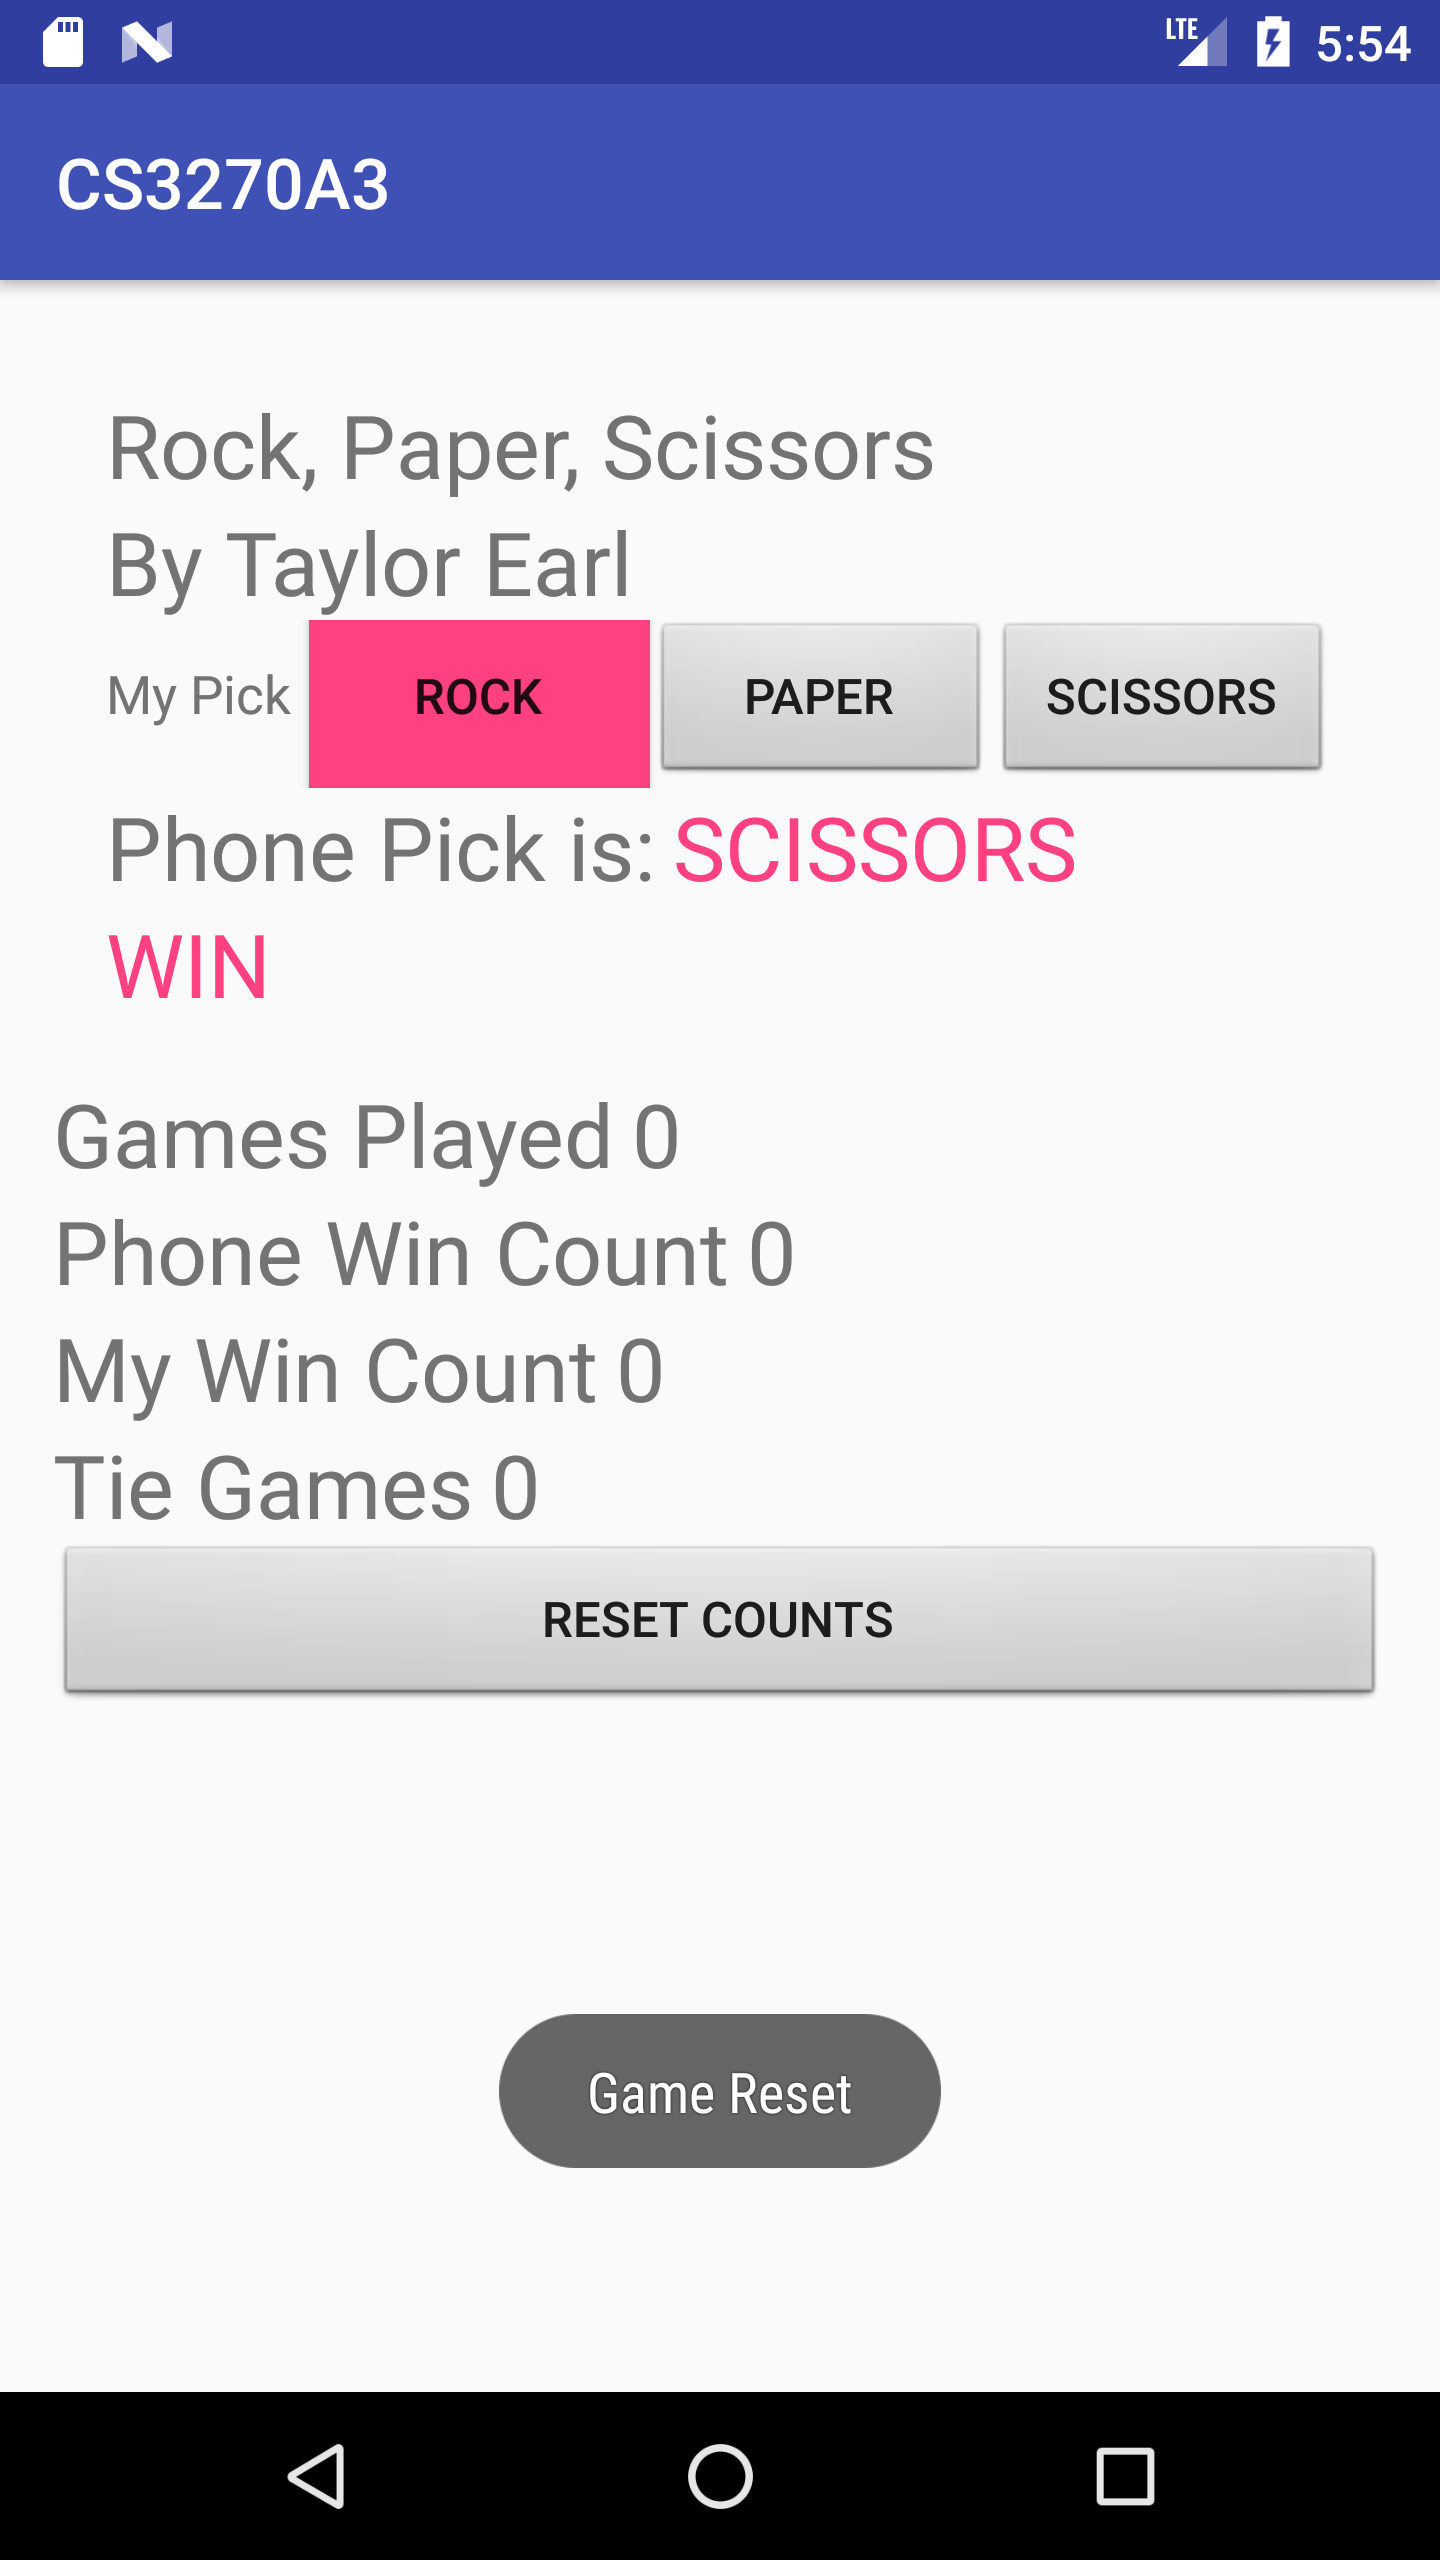 LTE 5:54
CS3270A3
Rock, Paper, Scissors
By Taylor Earl
My Pick ROCK PAPER SCISSORS
Phone Pick is: SCISSORS
WIN
Games Played 0
Phone Win Count 0
My Win Count 0
Tie Games 0
RESET COUNTS
Game Reset